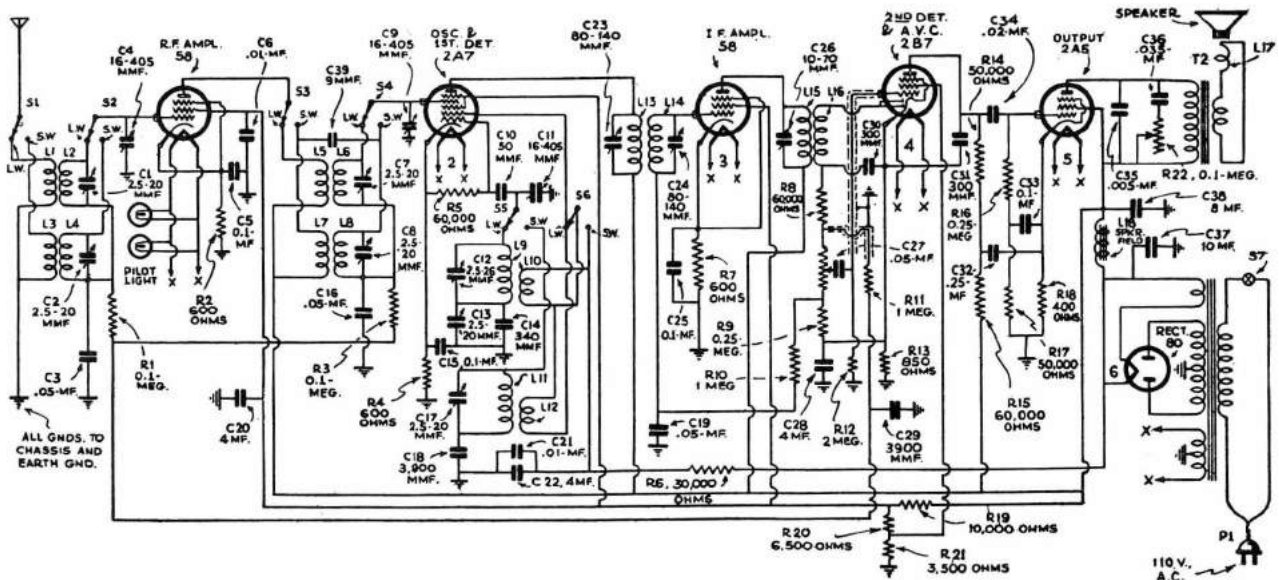 S1
L.W.
S.W.
L1
L2
C4
16-405
MMF.
S2
L.W.
S.W.
C1
2.5-20
MMF
L3
L4
C2
2.5-20
MMF
C3
.05-MF.
ALL GNDS. TO
CHASSIS AND
EARTH GND.
R1
0.1-
MEG.
R.F. AMPL.
58
PILOT
LIGHT
X
X
R2
600
OHMS
C5
0.1-
MF
C6
.01-MF.
C20
4 MF.
S3
L.W.
S.W.
C39
9 MMF.
L.W.
S4
S.W.
C9
16-405
MMF.
L5
L6
C7
2.5-20
MMF
L7
L8
C8
2.5-
20
MMF
C16
.05-MF.
R3
0.1-
MEG.
OSC. &
1ST. DET.
2A7
2
X
X
C10
50
MMF.
C11
16-405
MMF.
R5
60,000
OHMS
S5
L.W.
S.W.
S6
L.W.
S.W.
L9
L10
C12
2.5-20
MMF
C13
2.5-
20 MMF
C14
340
MMF
C15 0.1-MF
R4
600
OHMS
L11
L12
C17
2.5-20
MMF.
C18
3,900
MMF.
C21
.01-MF.
C22, 4 MF.
C23
80-140
MMF.
L13
L14
C24
80-
140
MMF
I F. AMPL.
58
3
X
X
C25
0.1-MF
R7
600
OHMS
C19
.05-MF.
R6, 30,000
OHMS
C26
10-70
MMF.
L15
L16
R8
60,000
OHMS
R9
0.25-
MEG.
R10
1 MEG
C27
.05-MF.
C28
4 MF.
R12
2 MEG.
2ND DET.
& A.V.C.
2B7
4
X
X
C30
300
MMF.
R11
1 MEG.
R13
850
OHMS
C29
3900
MMF.
C31
300
MMF.
C34
.02-MF.
R14
50,000
OHMS
R16
0.25-
MEG
C32
.25-
MF
C33
0.1-
MF
R18
400
OHMS
R17
50,000
OHMS
R15
60,000
OHMS
OUTPUT
2A5
5
X
X
C35
.005-MF.
C36
.035-
MF
R22, 0.1-MEG.
SPEAKER
T2
L17
C38
8 MF.
L18
SPKR.
FIELD
C37
10 MF.
RECT.
80
6
X
X
S7
P1
110 V.,
A.C.
R19
10,000 OHMS
R20
6,500 OHMS
R21
3,500 OHMS